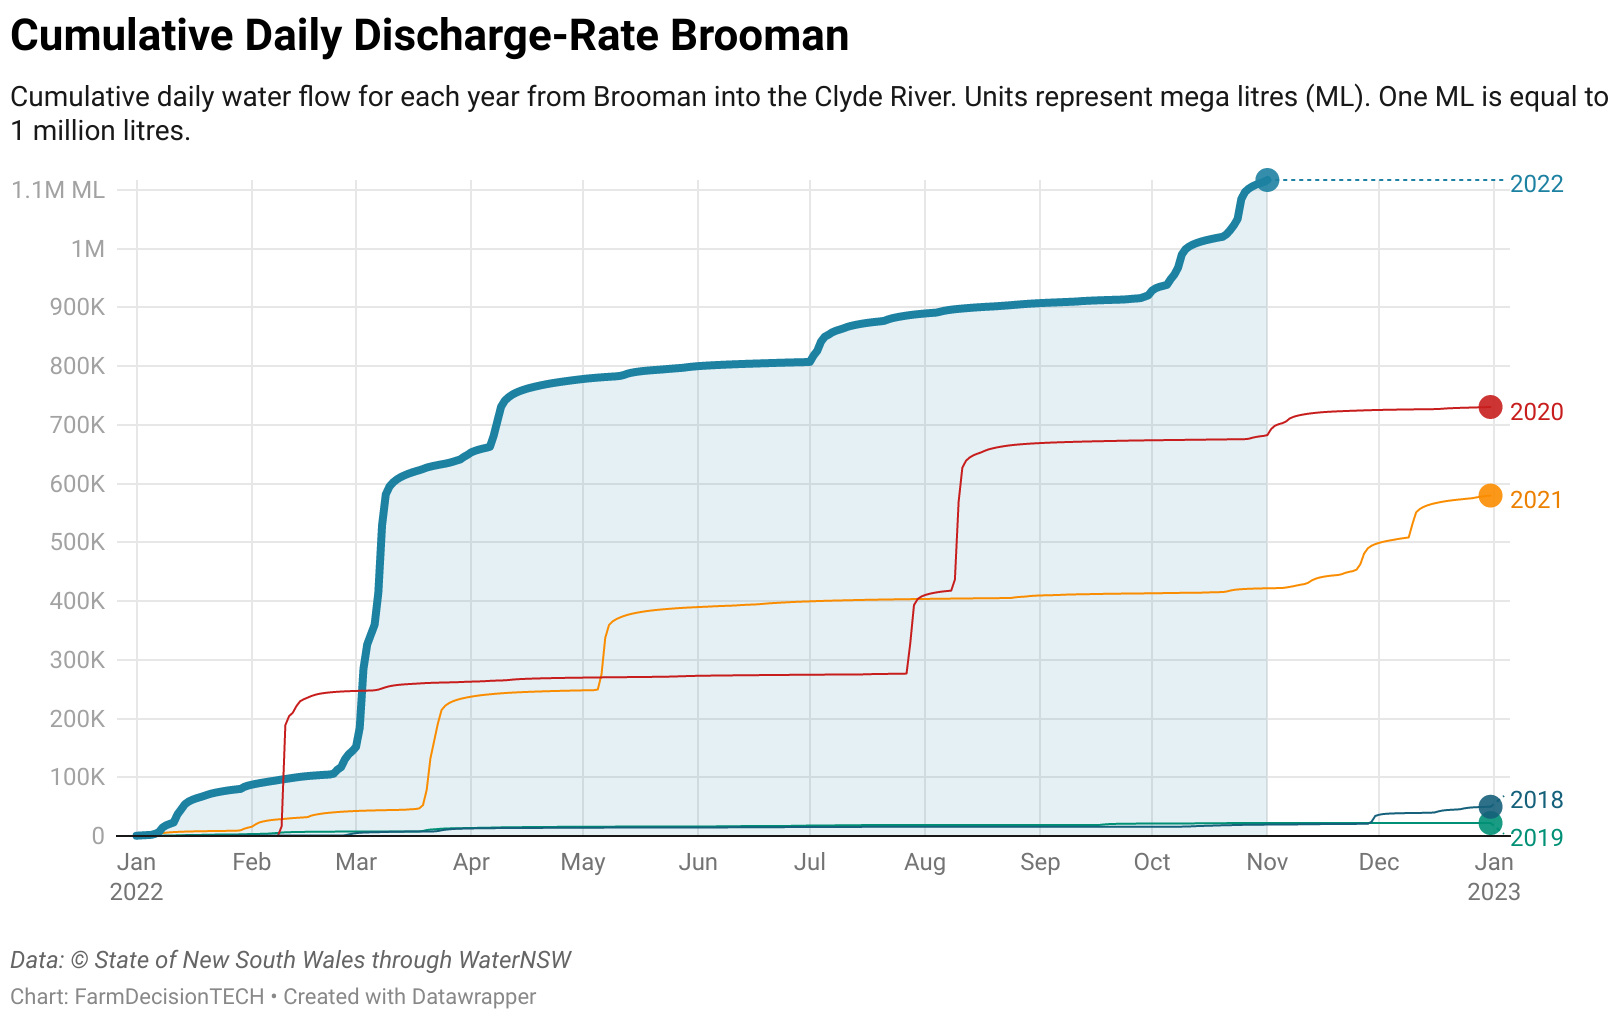 Cumulative Daily Discharge-Rate Brooman
Cumulative daily water flow for each year from Brooman into the Clyde River. Units represent mega litres (ML). One ML is equal to
1 million litres.
1.1M ML
1M
900K
800K
700K
600K
500K
400K
300K
200K
100K
0
2022
2020
2021
2018
2019
Jan Feb Mar Apr May Jun Jul Aug Sep Oct Nov Dec Jan
2022 2023
Data: © State of New South Wales through WaterNSW
Chart: FarmDecisionTECH • Created with Datawrapper